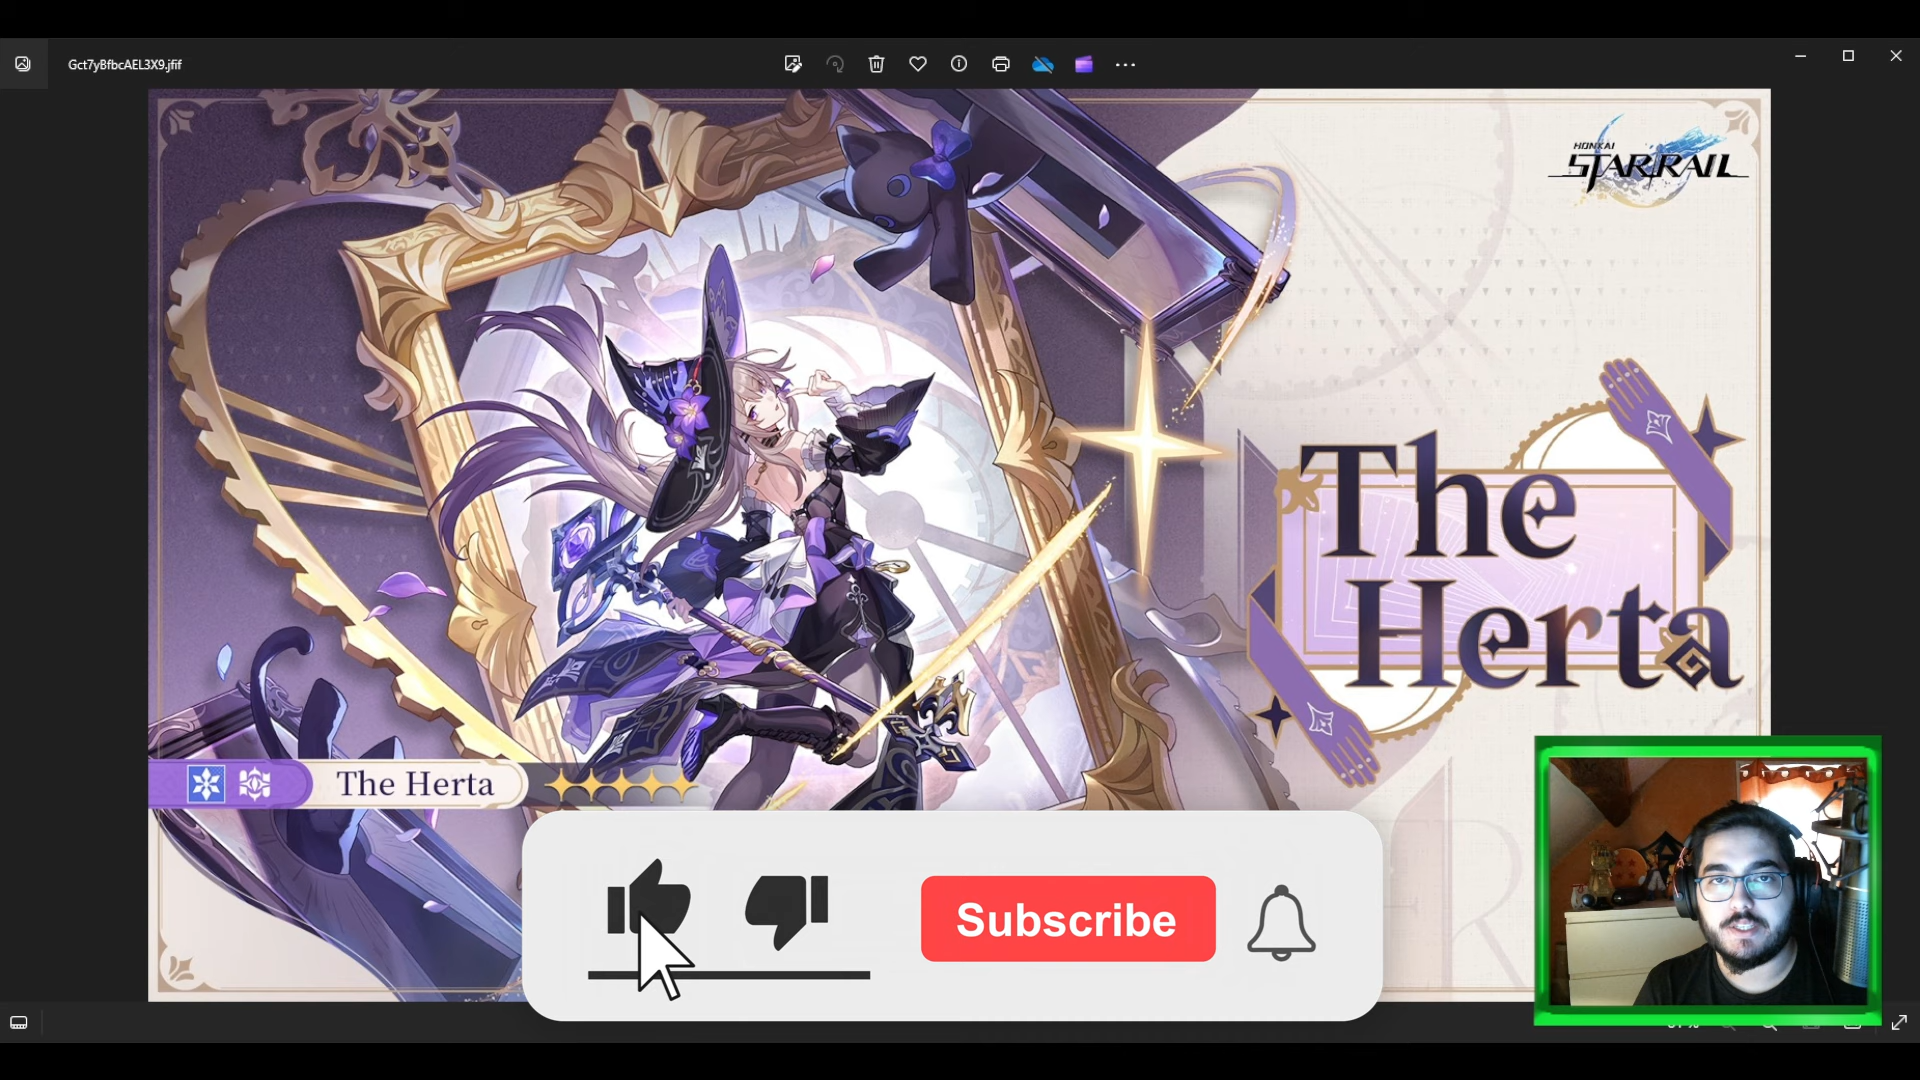 Gct7yBfbcAEL3X9.jfif
HONKAI
STAR RAIL
The
Herta
The Herta
Subscribe